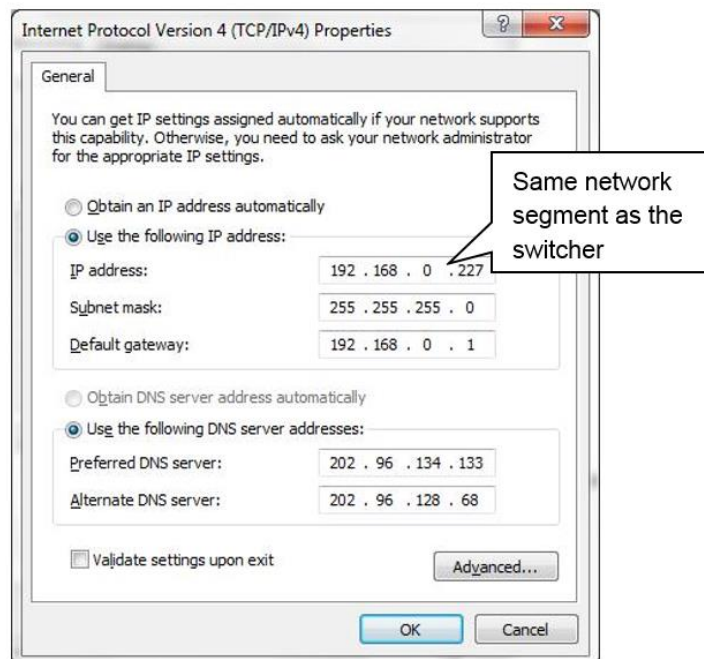 Internet Protocol Version 4 (TCP/IPv4) Properties
General
You can get IP settings assigned automatically if your network supports
this capability. Otherwise, you need to ask your network administrator
for the appropriate IP settings.
Obtain an IP address automatically
Use the following IP address:
IP address: 192 . 168 . 0 . 227
Subnet mask: 255 . 255 . 255 . 0
Default gateway: 192 . 168 . 0 . 1
Same network
segment as the
switcher
Obtain DNS server address automatically
Use the following DNS server addresses:
Preferred DNS server: 202 . 96 . 134 . 133
Alternate DNS server: 202 . 96 . 128 . 68
Validate settings upon exit
Advanced...
OK Cancel